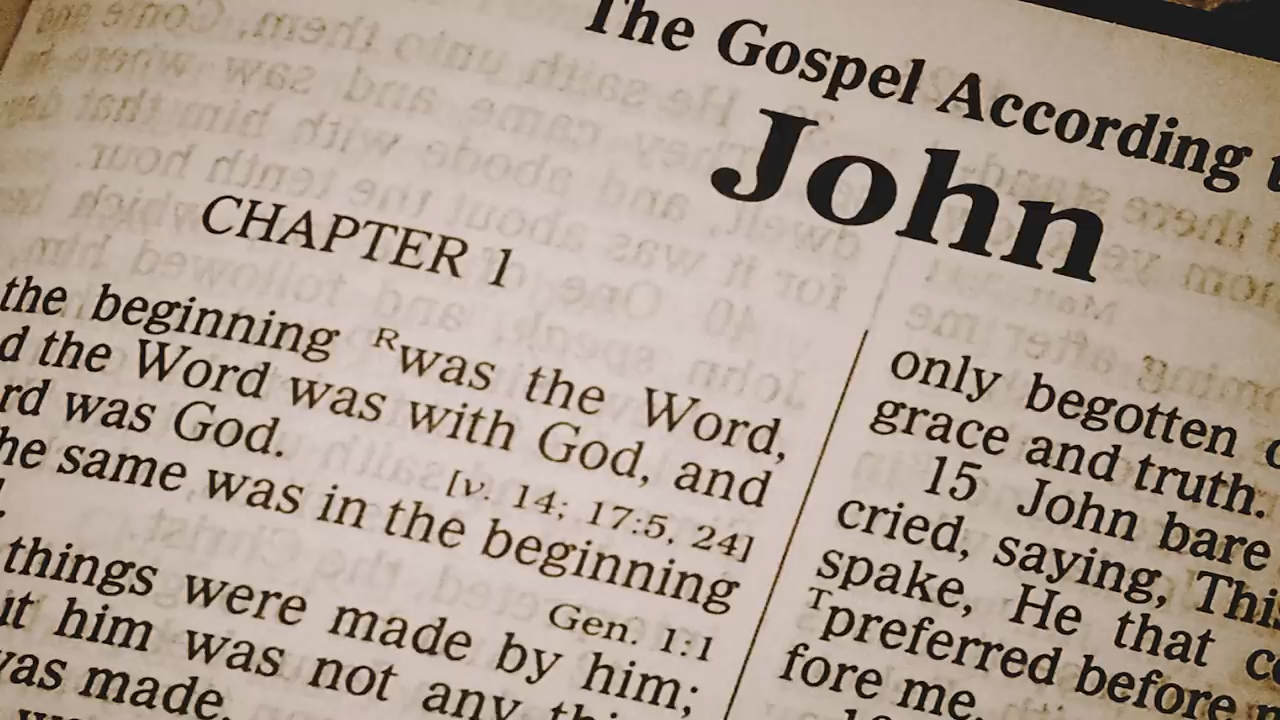 The Gospel According
John
CHAPTER 1
the beginning ᴿwas the Word,
d the Word was with God, and
rd was God.
[v. 14; 17:5, 24]
he same was in the beginning
Gen. 1:1
things were made by him;
ut him was not any thi
was made.
only begotten
grace and truth.
15 John bare
cried, saying, This
spake, He that
ᵀpreferred before
fore me.